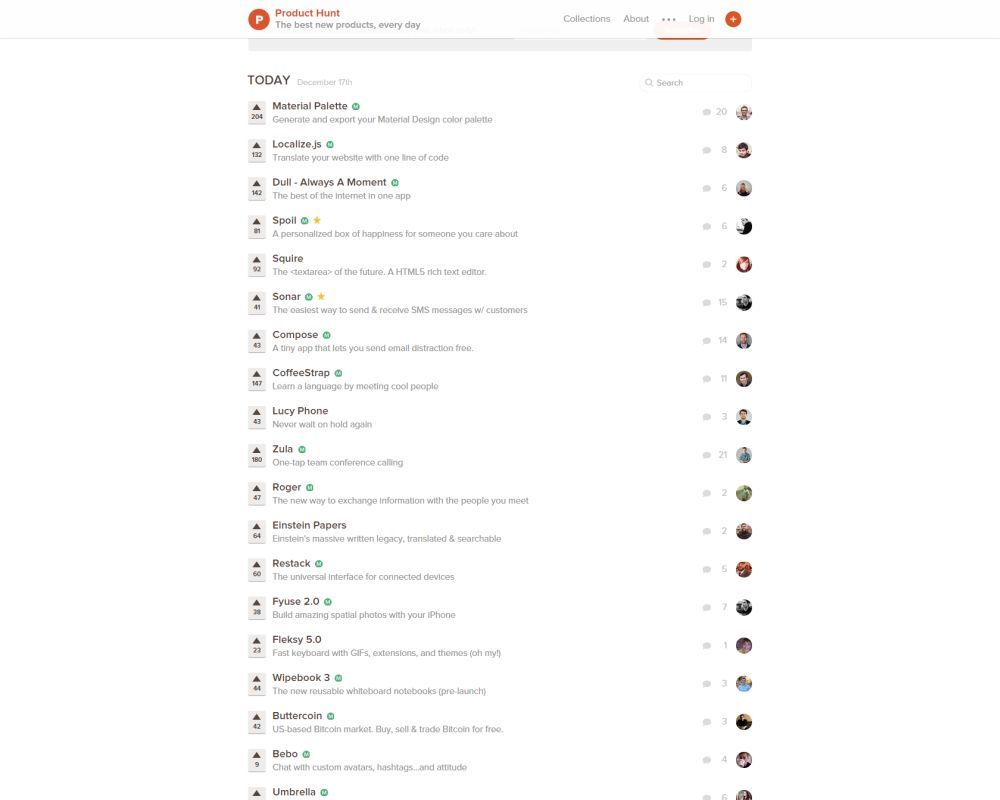 P Product Hunt
The best new products, every day
Collections About ••• Log in +
TODAY December 17th
Search
Material Palette M
204
Generate and export your Material Design color palette
20
Localize.js M
132
Translate your website with one line of code
8
Dull - Always A Moment M
142
The best of the internet in one app
6
Spoil M ★
81
A personalized box of happiness for someone you care about
6
Squire
92
The <textarea> of the future. A HTML5 rich text editor.
2
Sonar M ★
41
The easiest way to send & receive SMS messages w/ customers
15
Compose M
43
A tiny app that lets you send email distraction free.
14
CoffeeStrap M
147
Learn a language by meeting cool people
11
Lucy Phone
43
Never wait on hold again
3
Zula M
180
One-tap team conference calling
21
Roger M
47
The new way to exchange information with the people you meet
2
Einstein Papers
64
Einstein's massive written legacy, translated & searchable
2
Restack M
60
The universal interface for connected devices
5
Fyuse 2.0 M
38
Build amazing spatial photos with your iPhone
7
Fleksy 5.0
23
Fast keyboard with GIFs, extensions, and themes (oh my!)
1
Wipebook 3 M
44
The new reusable whiteboard notebooks (pre-launch)
3
Buttercoin M
42
US-based Bitcoin market. Buy, sell & trade Bitcoin for free.
3
Bebo M
9
Chat with custom avatars, hashtags...and attitude
4
Umbrella M
6